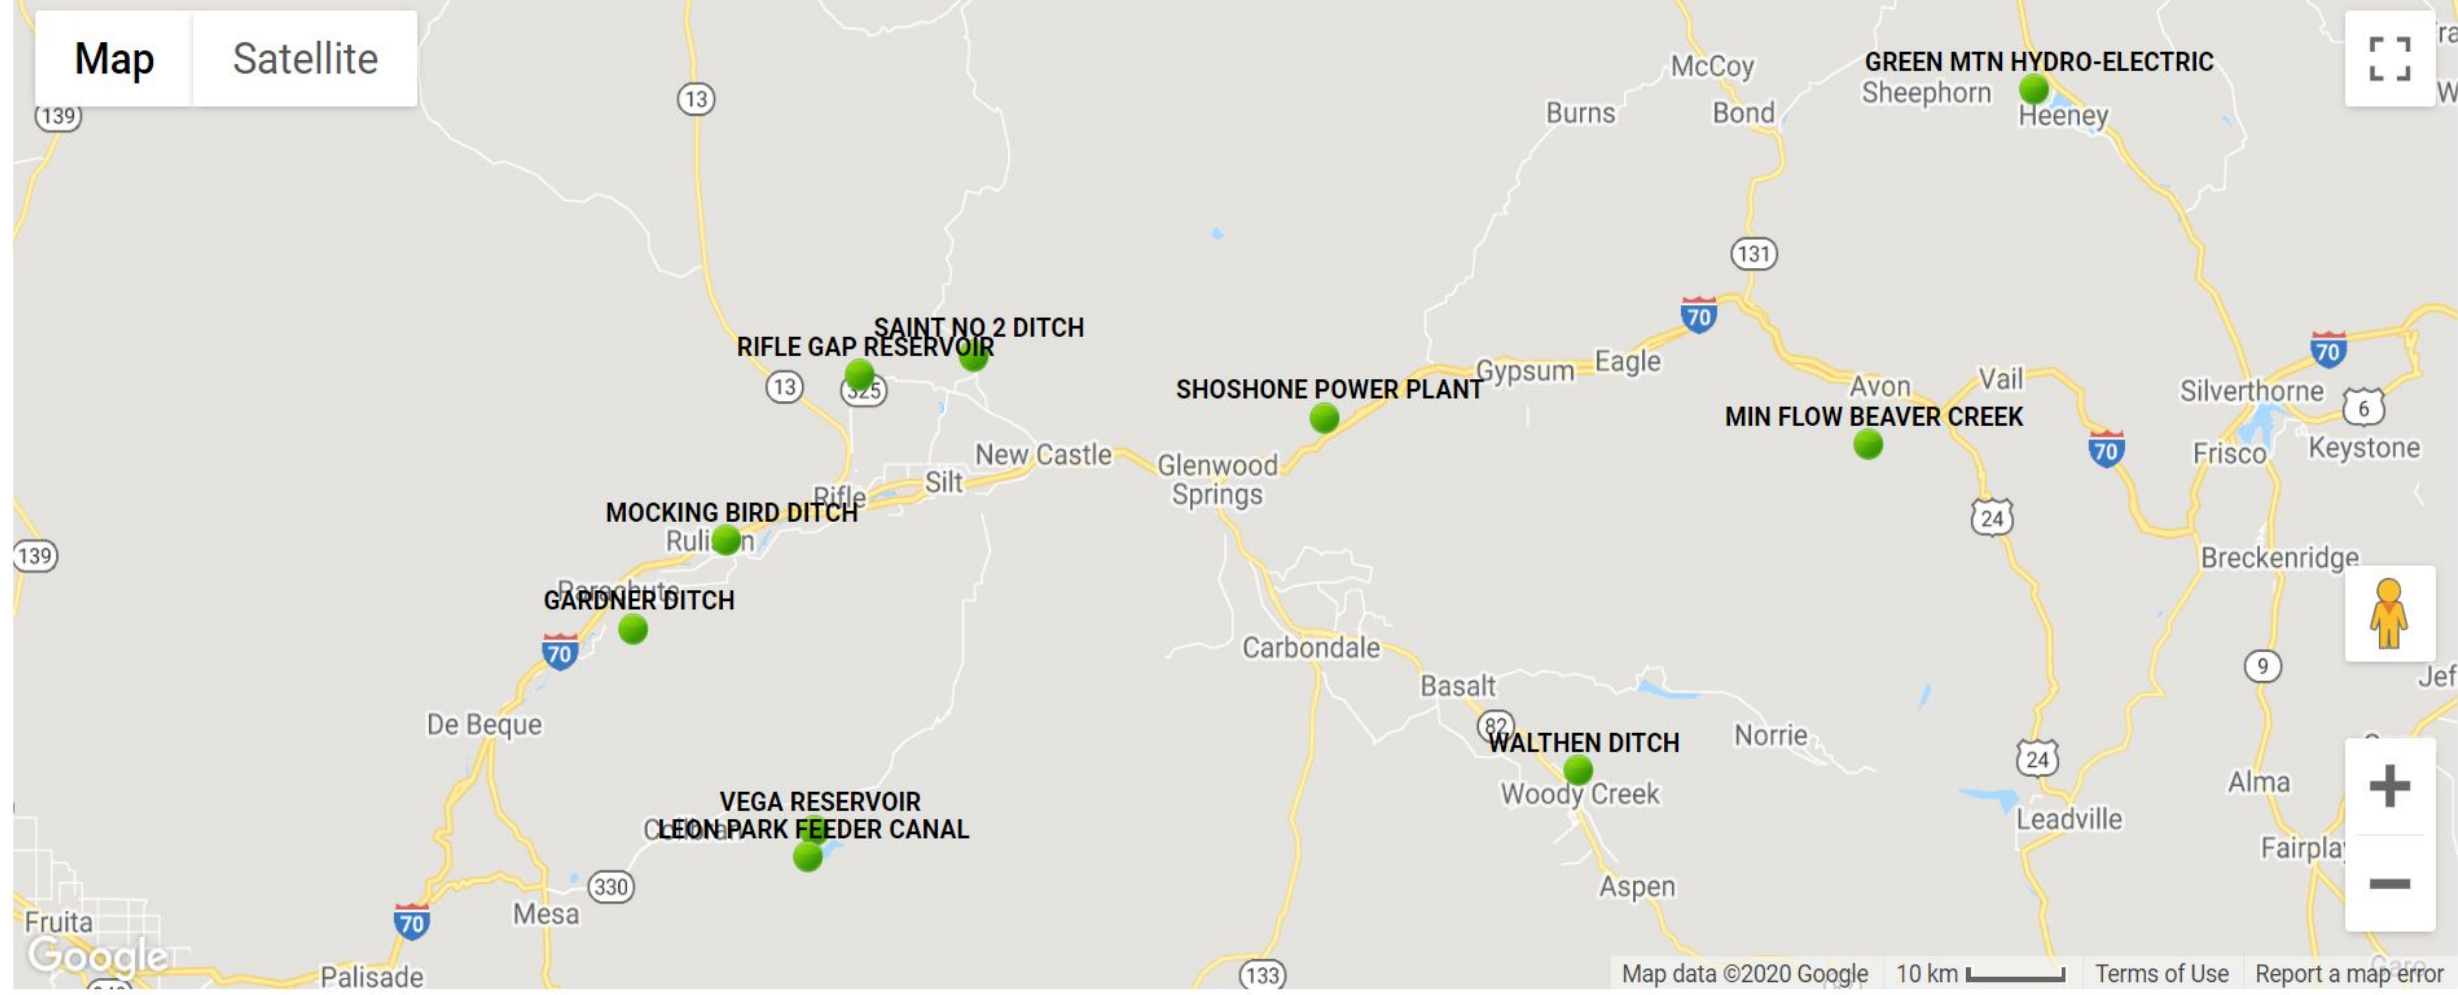 Map
Satellite
139
13
McCoy
Burns
Bond
GREEN MTN HYDRO-ELECTRIC
Sheephorn
Heeney
131
70
SAINT NO 2 DITCH
RIFLE GAP RESERVOIR
13
325
SHOSHONE POWER PLANT
Gypsum
Eagle
Avon
Vail
MIN FLOW BEAVER CREEK
Silverthorne
70
6
Keystone
Frisco
70
New Castle
Glenwood
Springs
Silt
Rifle
MOCKING BIRD DITCH
Rulison
24
139
Breckenridge
Parachute
GARDNER DITCH
70
Carbondale
9
Basalt
De Beque
82
WALTHEN DITCH
Norrie
Woody Creek
24
Alma
Leadville
VEGA RESERVOIR
Collbran
LEON PARK FEEDER CANAL
Fairplay
330
Aspen
Mesa
Fruita
70
Google
Palisade
133
Map data ©2020 Google
10 km
Terms of Use
Report a map error